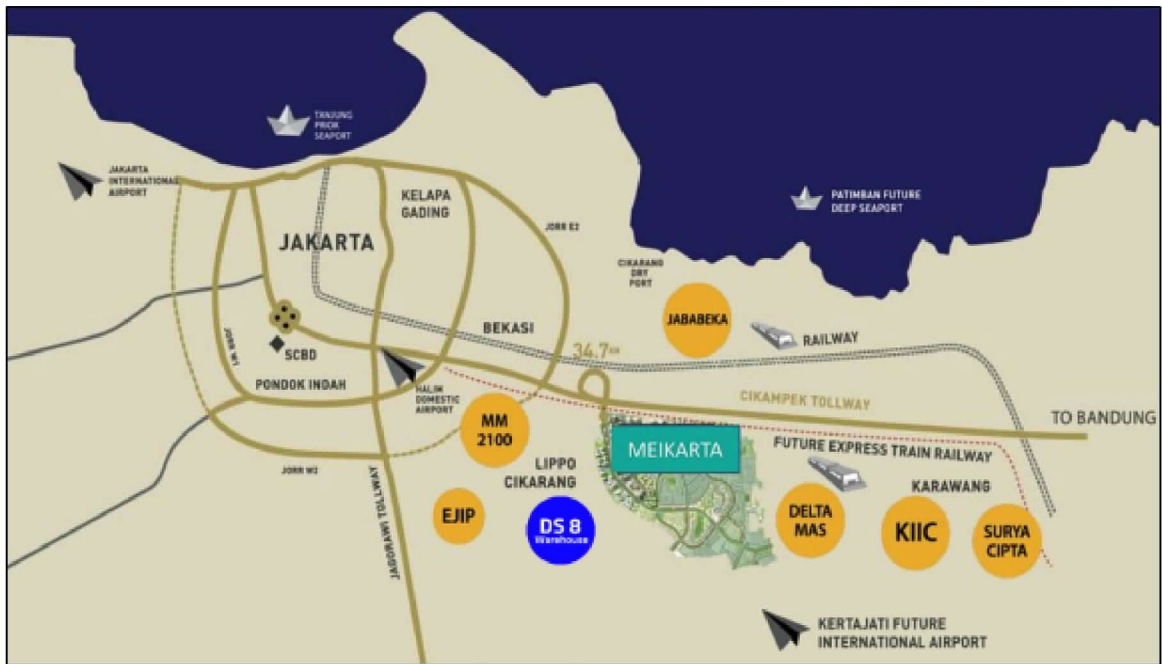 TANJUNG
PRIOK
SEAPORT
JAKARTA
INTERNATIONAL
AIRPORT
KELAPA
GADING
PATIMBAN FUTURE
DEEP SEAPORT
JORR E2
JAKARTA
CIKARANG
DRY
PORT
JABABEKA
BEKASI
RAILWAY
34.7 KM
SCBD
PONDOK INDAH
HALIM
DOMESTIC
AIRPORT
CIKAMPEK TOLLWAY
TO BANDUNG
MM
2100
MEIKARTA
FUTURE EXPRESS TRAIN RAILWAY
LIPPO
CIKARANG
JORR W2
KARAWANG
JAGORAWI TOLLWAY
EJIP
DS 8
Warehouse
DELTA
MAS
KIIC
SURYA
CIPTA
KERTAJATI FUTURE
INTERNATIONAL AIRPORT